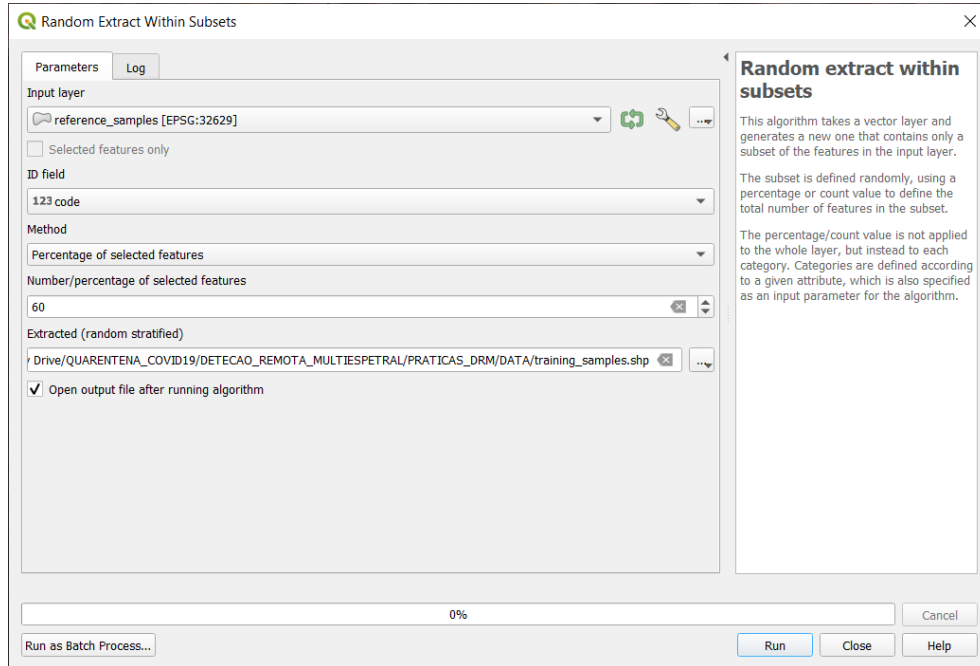 Random Extract Within Subsets
Parameters
Log
Input layer
reference_samples [EPSG:32629]
...
Selected features only
ID field
123 code
Method
Percentage of selected features
Number/percentage of selected features
60
Extracted (random stratified)
Drive/QUARENTENA_COVID19/DETECAO_REMOTA_MULTIESPETRAL/PRATICAS_DRM/DATA/training_samples.shp
...
Open output file after running algorithm
Random extract within
subsets
This algorithm takes a vector layer and
generates a new one that contains only a
subset of the features in the input layer.
The subset is defined randomly, using a
percentage or count value to define the
total number of features in the subset.
The percentage/count value is not applied
to the whole layer, but instead to each
category. Categories are defined according
to a given attribute, which is also specified
as an input parameter for the algorithm.
0%
Cancel
Run as Batch Process...
Run
Close
Help